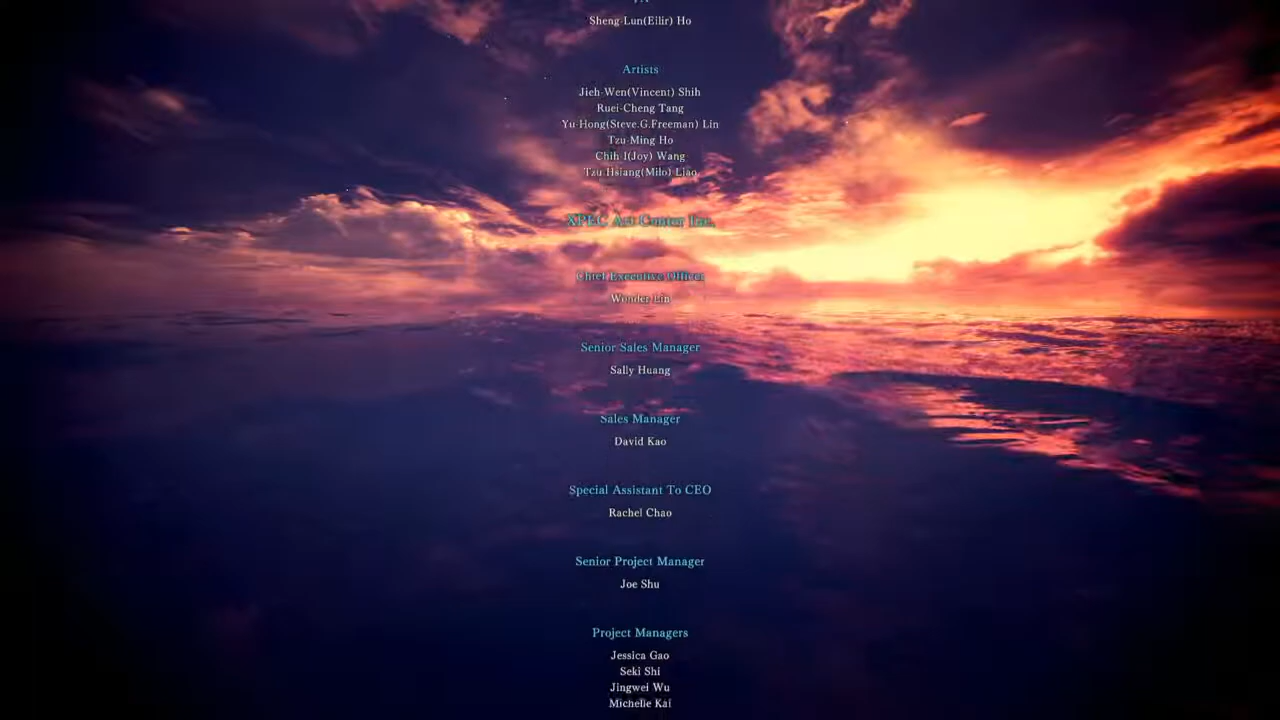 Sheng-Lun(Eilir) Ho
Artists
Jieh-Wen(Vincent) Shih
Ruei-Cheng Tang
Yu-Hong(Steve.G.Freeman) Lin
Tzu-Ming Ho
Chih-I(Joy) Wang
Tzu-Hsiang(Milo) Liao
XPEC Art Center Inc.
Chief Executive Officer
Wonder Lin
Senior Sales Manager
Sally Huang
Sales Manager
David Kao
Special Assistant To CEO
Rachel Chao
Senior Project Manager
Joe Shu
Project Managers
Jessica Gao
Seki Shi
Jingwei Wu
Michelle Kai